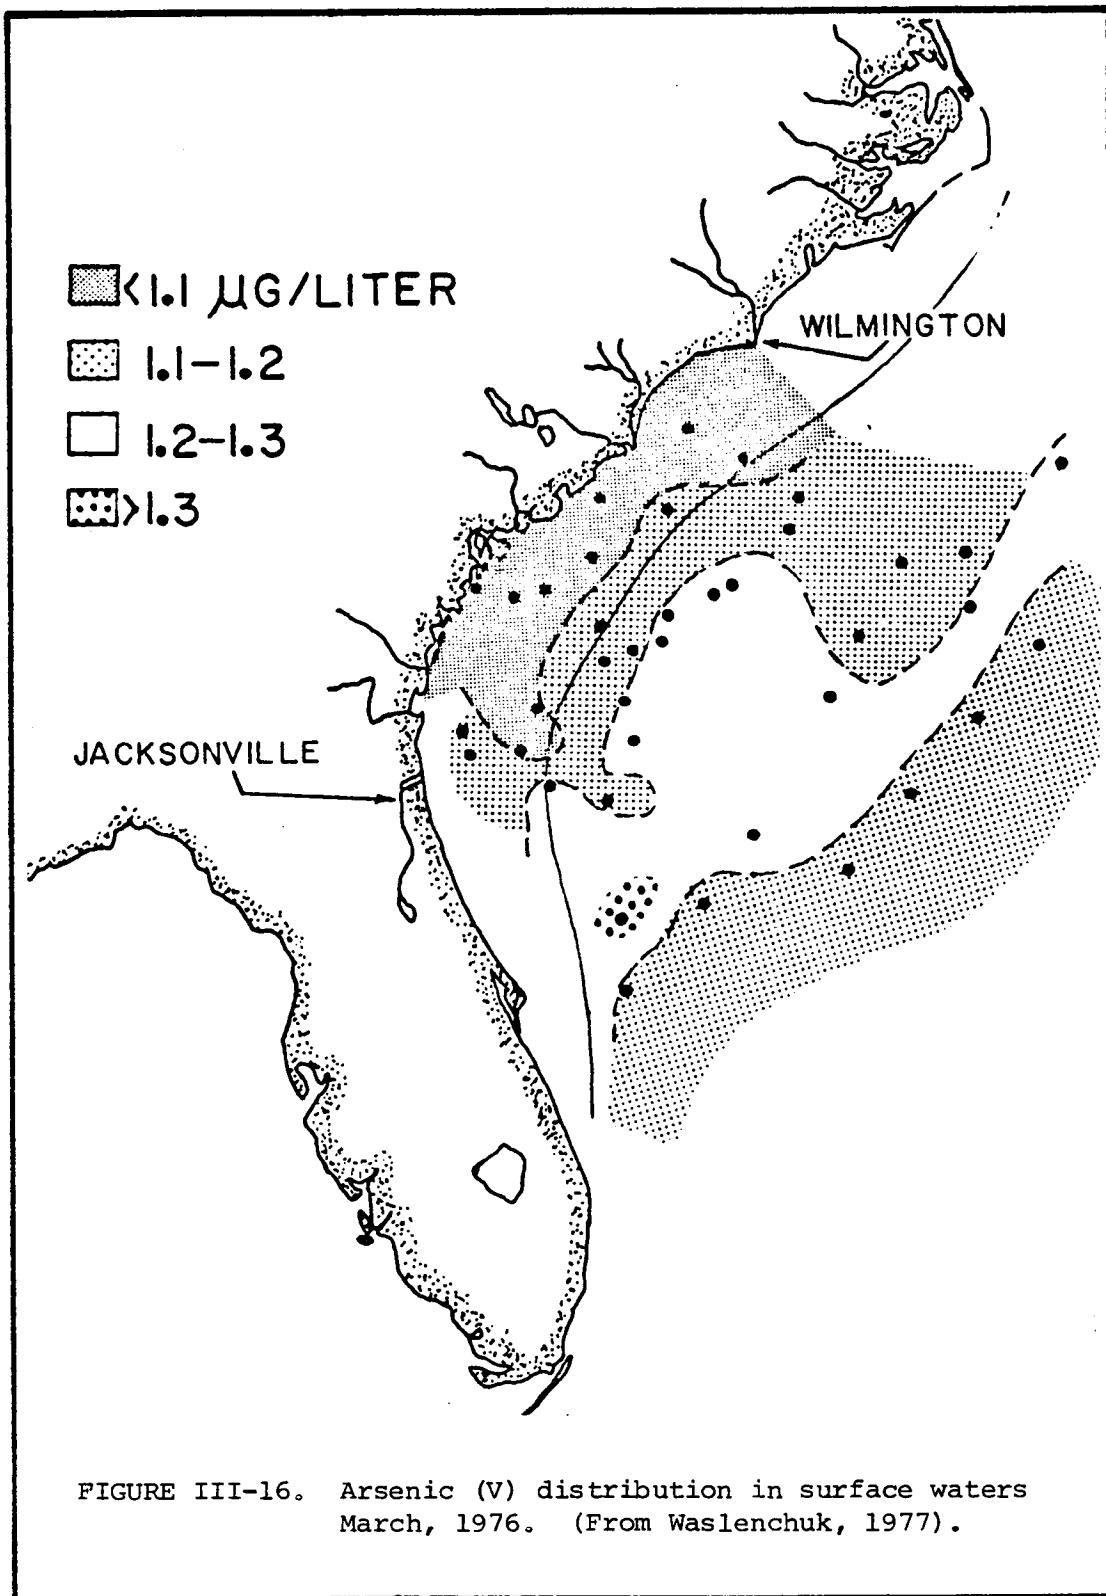 <1.1 µG/LITER
1.1-1.2
1.2-1.3
>1.3
WILMINGTON
JACKSONVILLE
FIGURE III-16. Arsenic (V) distribution in surface waters
March, 1976. (From Waslenchuk, 1977).